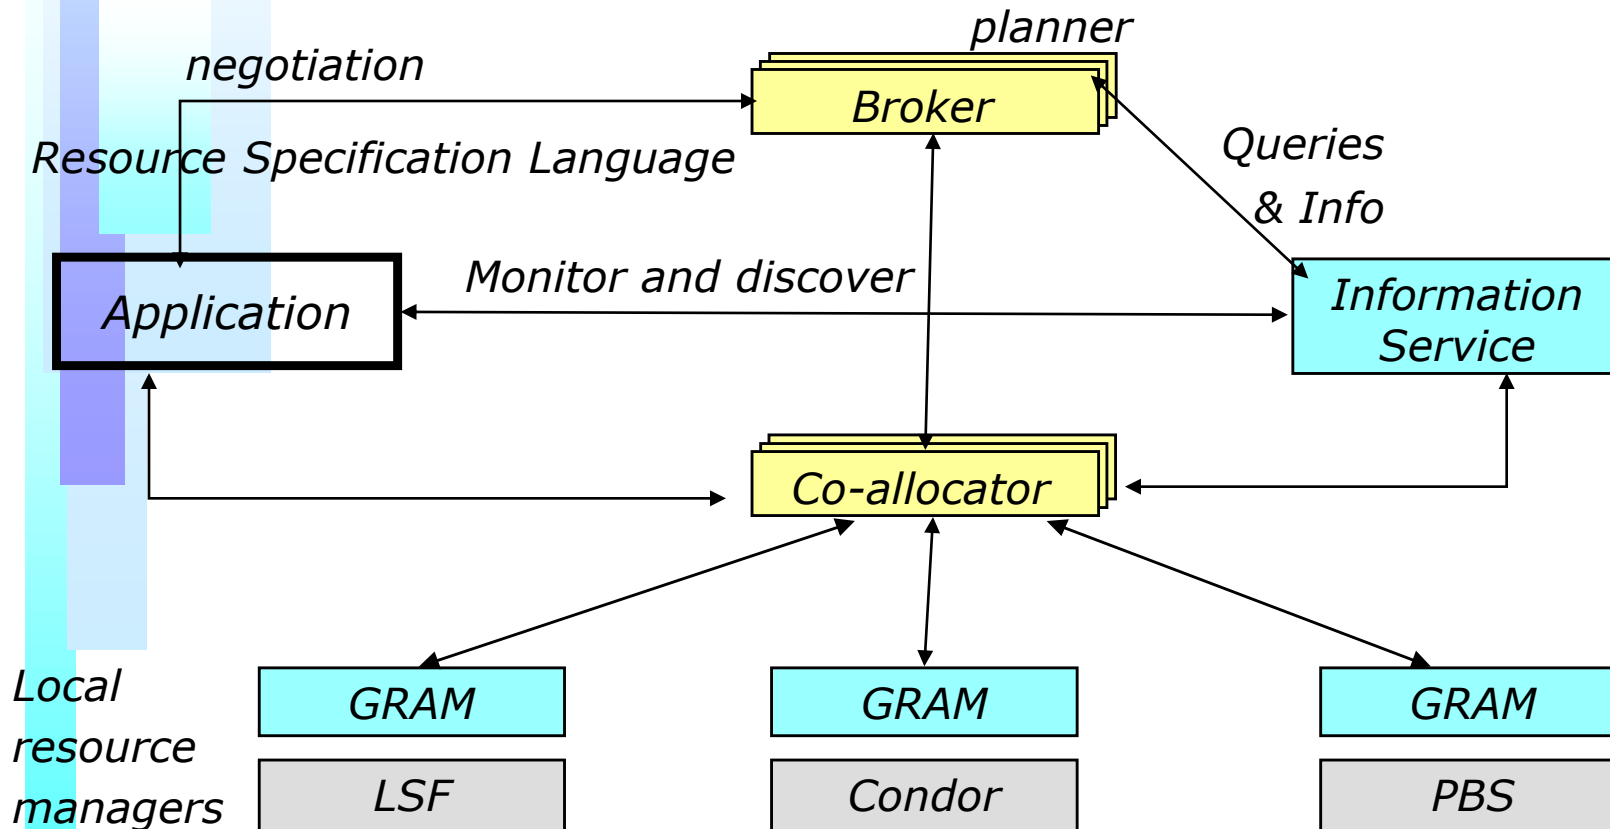 planner
negotiation
Broker
Resource Specification Language
Queries
& Info
Monitor and discover
Application
Information
Service
Co-allocator
Local
resource
managers
GRAM
GRAM
GRAM
LSF
Condor
PBS